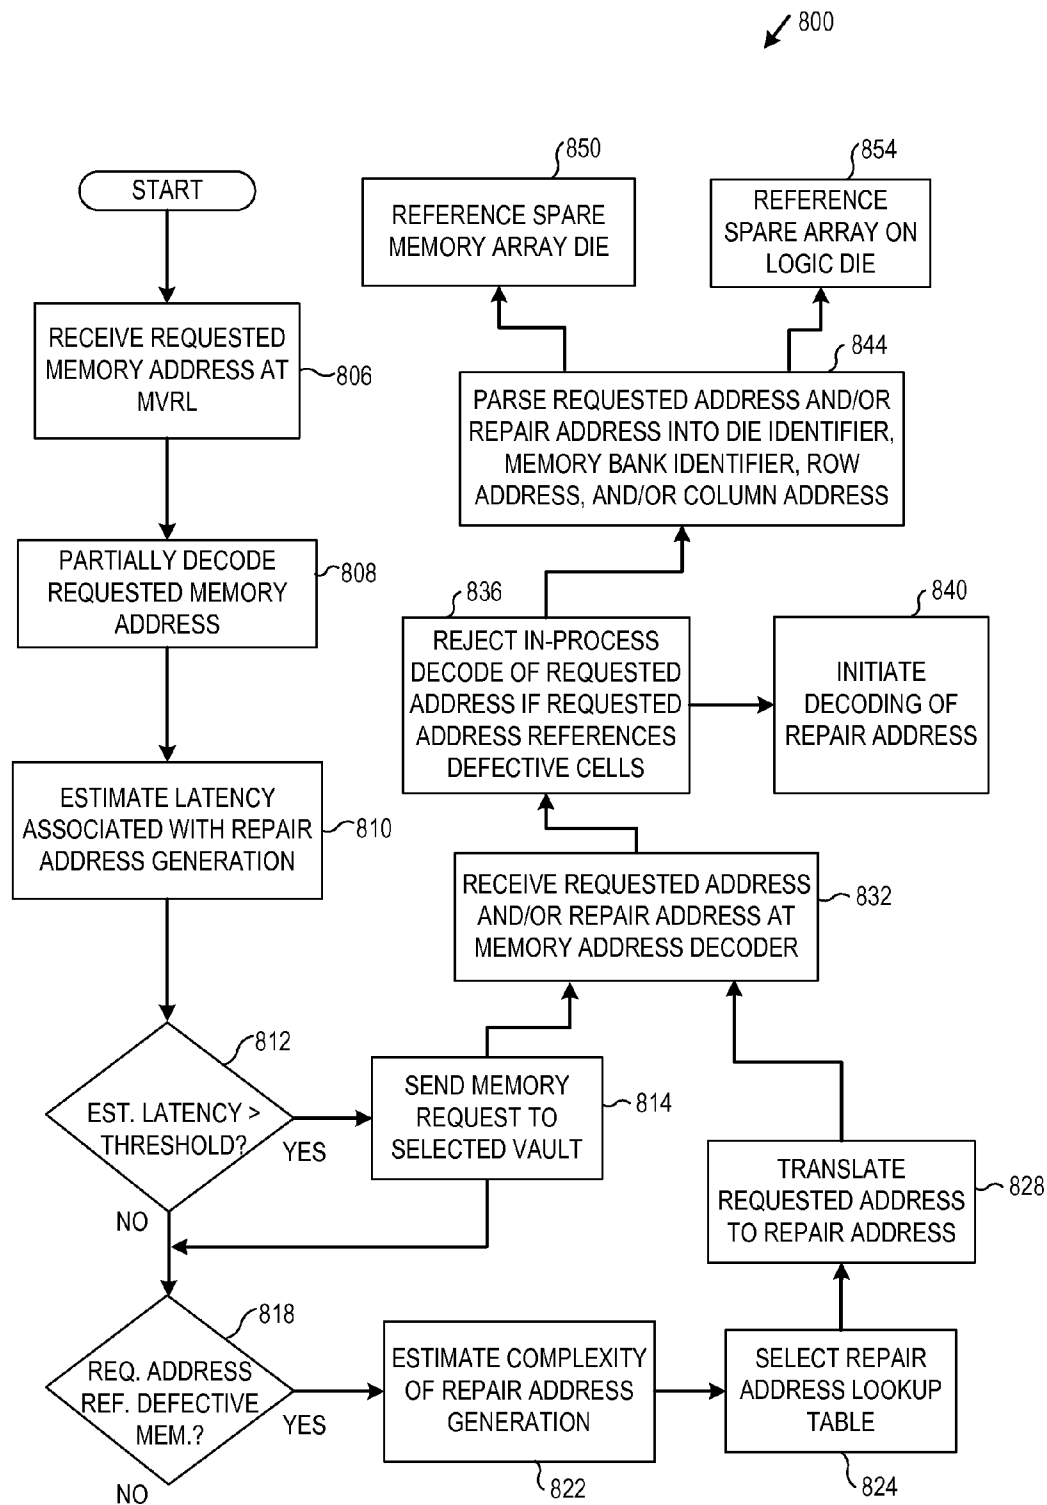 800
START
RECEIVE REQUESTED
MEMORY ADDRESS AT
MVRL
806
PARTIALLY DECODE
REQUESTED MEMORY
ADDRESS
808
ESTIMATE LATENCY
ASSOCIATED WITH REPAIR
ADDRESS GENERATION
810
812
EST. LATENCY >
THRESHOLD?
YES
NO
SEND MEMORY
REQUEST TO
SELECTED VAULT
814
818
REQ. ADDRESS
REF. DEFECTIVE
MEM.?
YES
NO
ESTIMATE COMPLEXITY
OF REPAIR ADDRESS
GENERATION
822
SELECT REPAIR
ADDRESS LOOKUP
TABLE
824
TRANSLATE
REQUESTED ADDRESS
TO REPAIR ADDRESS
828
RECEIVE REQUESTED ADDRESS
AND/OR REPAIR ADDRESS AT
MEMORY ADDRESS DECODER
832
836
REJECT IN-PROCESS
DECODE OF REQUESTED
ADDRESS IF REQUESTED
ADDRESS REFERENCES
DEFECTIVE CELLS
840
INITIATE
DECODING OF
REPAIR ADDRESS
844
PARSE REQUESTED ADDRESS AND/OR
REPAIR ADDRESS INTO DIE IDENTIFIER,
MEMORY BANK IDENTIFIER, ROW
ADDRESS, AND/OR COLUMN ADDRESS
850
REFERENCE SPARE
MEMORY ARRAY DIE
854
REFERENCE
SPARE ARRAY ON
LOGIC DIE